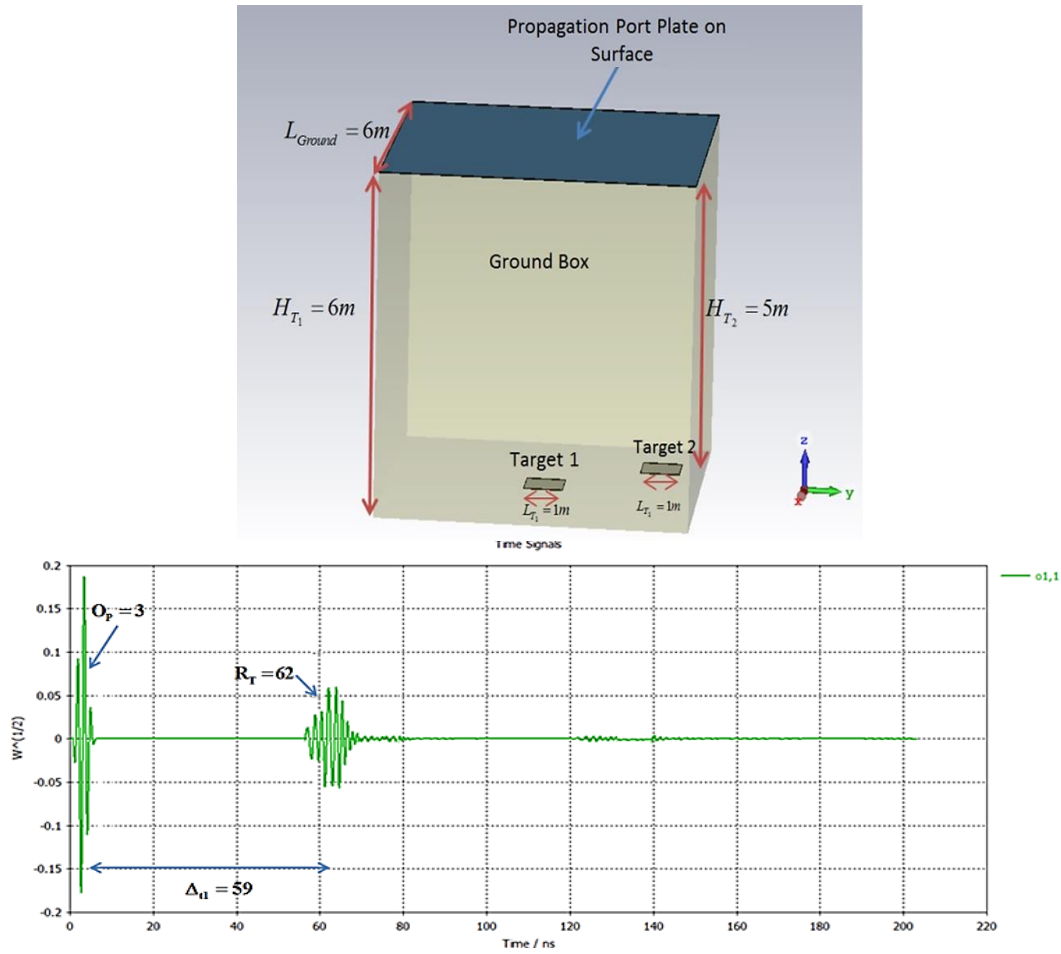 Propagation Port Plate on
Surface
L_Ground = 6m
Ground Box
H_T1 = 6m
H_T2 = 5m
Target 1
Target 2
L_T1 = 1m
L_T1 = 1m
z
y
x
Time Signals
0.2
0.15
0.1
0.05
0
-0.05
-0.1
-0.15
-0.2
W^(1/2)
O_P = 3
R_T = 62
Δ_t1 = 59
o1,1
0 20 40 60 80 100 120 140 160 180 200 220
Time / ns